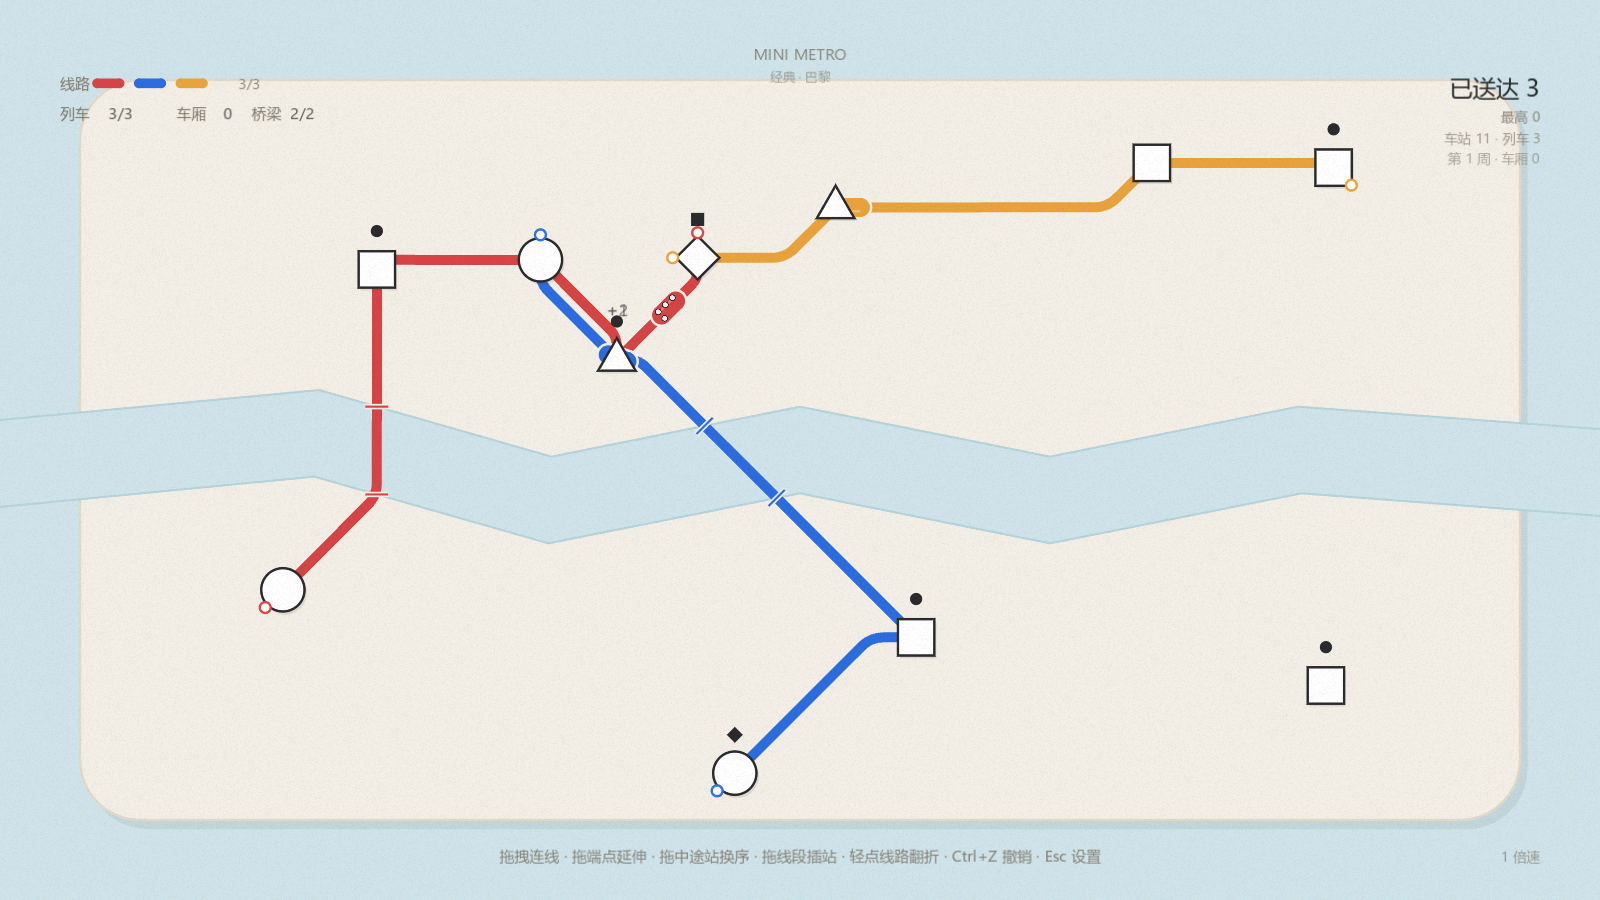 MINI METRO
经典 · 巴黎
线路 3/3
列车 3/3 车厢 0 桥梁 2/2
已送达 3
最高 0
车站 11 · 列车 3
第 1 周 · 车厢 0
拖拽连线 · 拖端点延伸 · 拖中途站换序 · 拖线段插站 · 轻点线路翻折 · Ctrl+Z 撤销 · Esc 设置
1 倍速